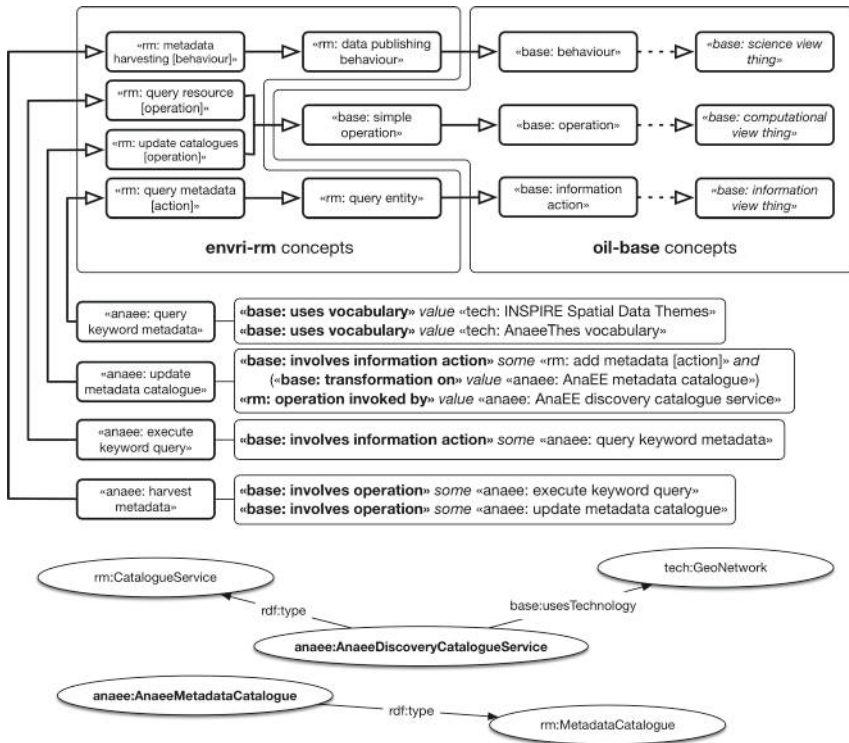 «rm: metadata
harvesting [behaviour]»
«rm: data publishing
behaviour»
«base: behaviour»
«base: science view
thing»
«rm: query resource
[operation]»
«base: simple
operation»
«base: operation»
«base: computational
view thing»
«rm: update catalogues
[operation]»
«rm: query metadata
[action]»
«rm: query entity»
«base: information
action»
«base: information
view thing»
envri-rm concepts
oil-base concepts
«anaee: query
keyword metadata»
«base: uses vocabulary» value «tech: INSPIRE Spatial Data Themes»
«base: uses vocabulary» value «tech: AnaeeThes vocabulary»
«anaee: update
metadata catalogue»
«base: involves information action» some «rm: add metadata [action]» and
(«base: transformation on» value «anaee: AnaEE metadata catalogue»)
«rm: operation invoked by» value «anaee: AnaEE discovery catalogue service»
«anaee: execute
keyword query»
«base: involves information action» some «anaee: query keyword metadata»
«anaee: harvest
metadata»
«base: involves operation» some «anaee: execute keyword query»
«base: involves operation» some «anaee: update metadata catalogue»
rm:CatalogueService
tech:GeoNetwork
rdf:type
base:usesTechnology
anaee:AnaeeDiscoveryCatalogueService
anaee:AnaeeMetadataCatalogue
rdf:type
rm:MetadataCatalogue